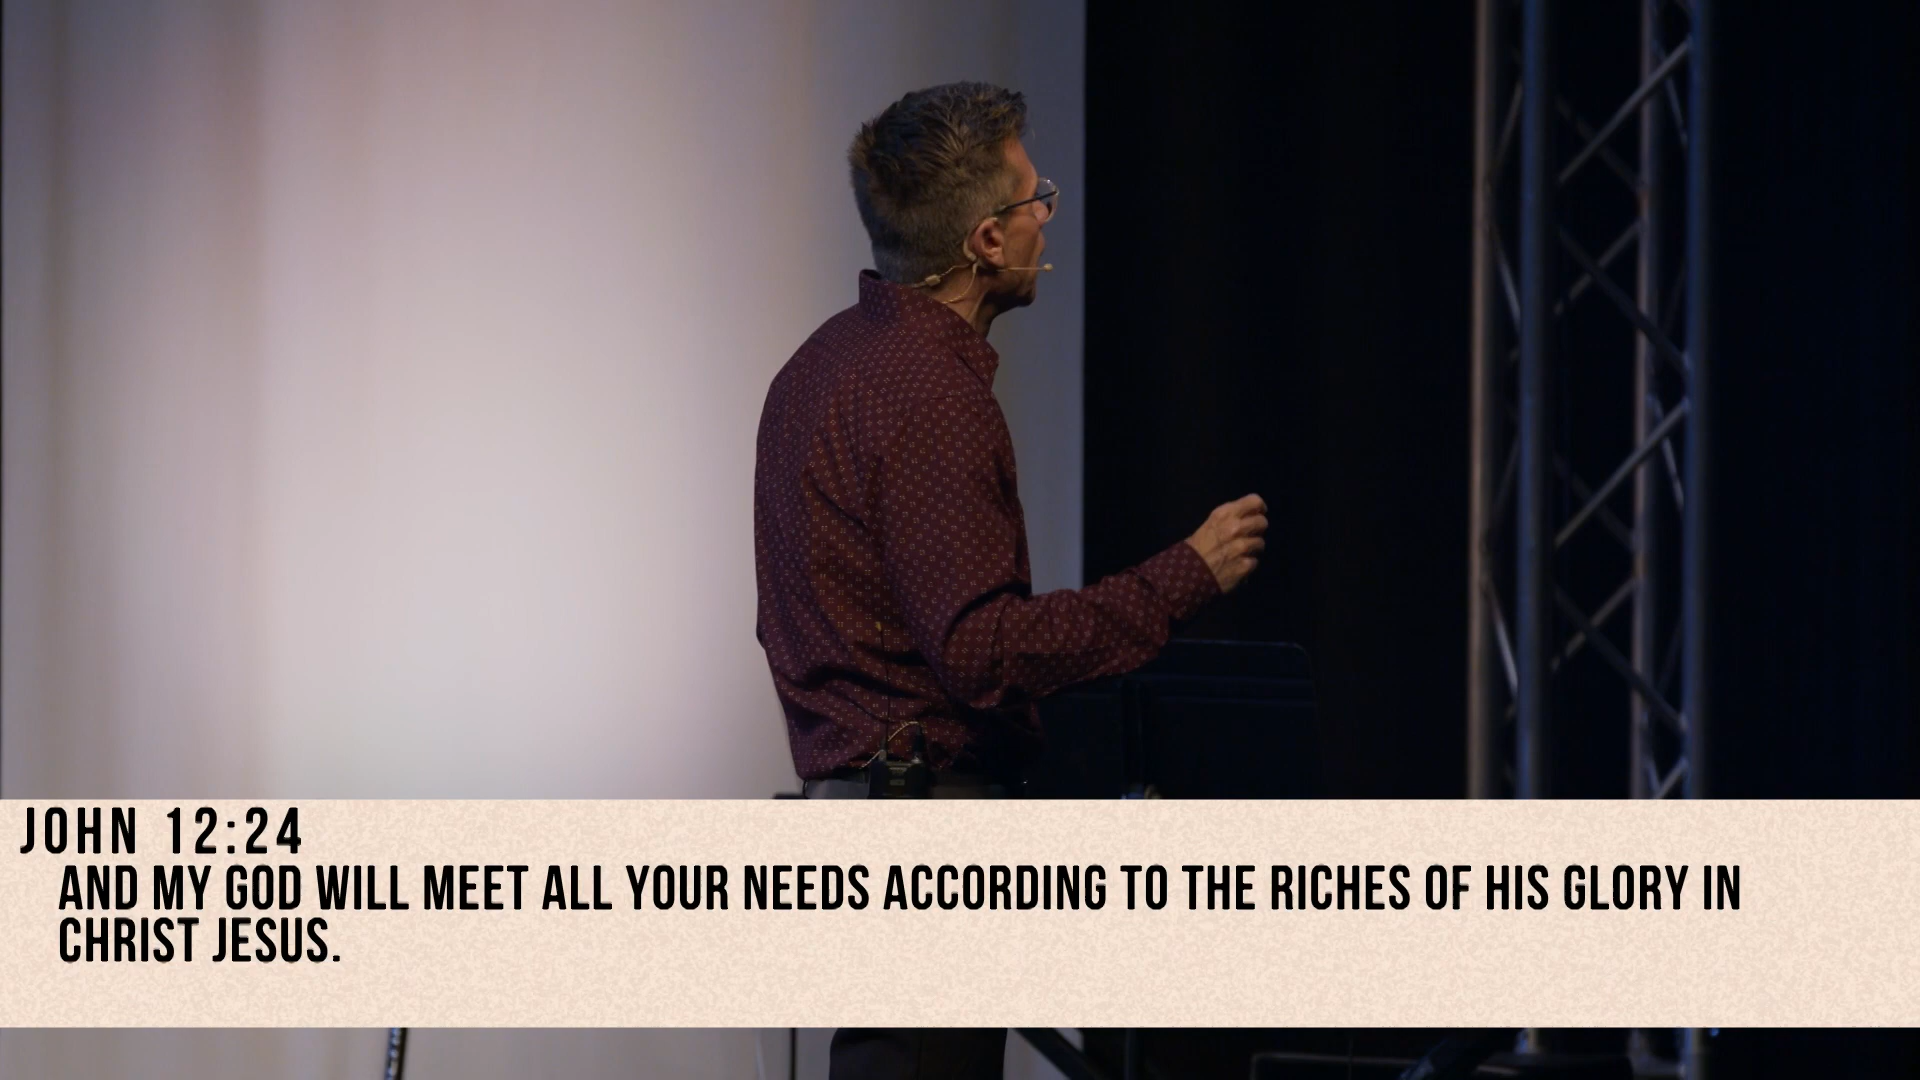 JOHN 12:24
AND MY GOD WILL MEET ALL YOUR NEEDS ACCORDING TO THE RICHES OF HIS GLORY IN
CHRIST JESUS.